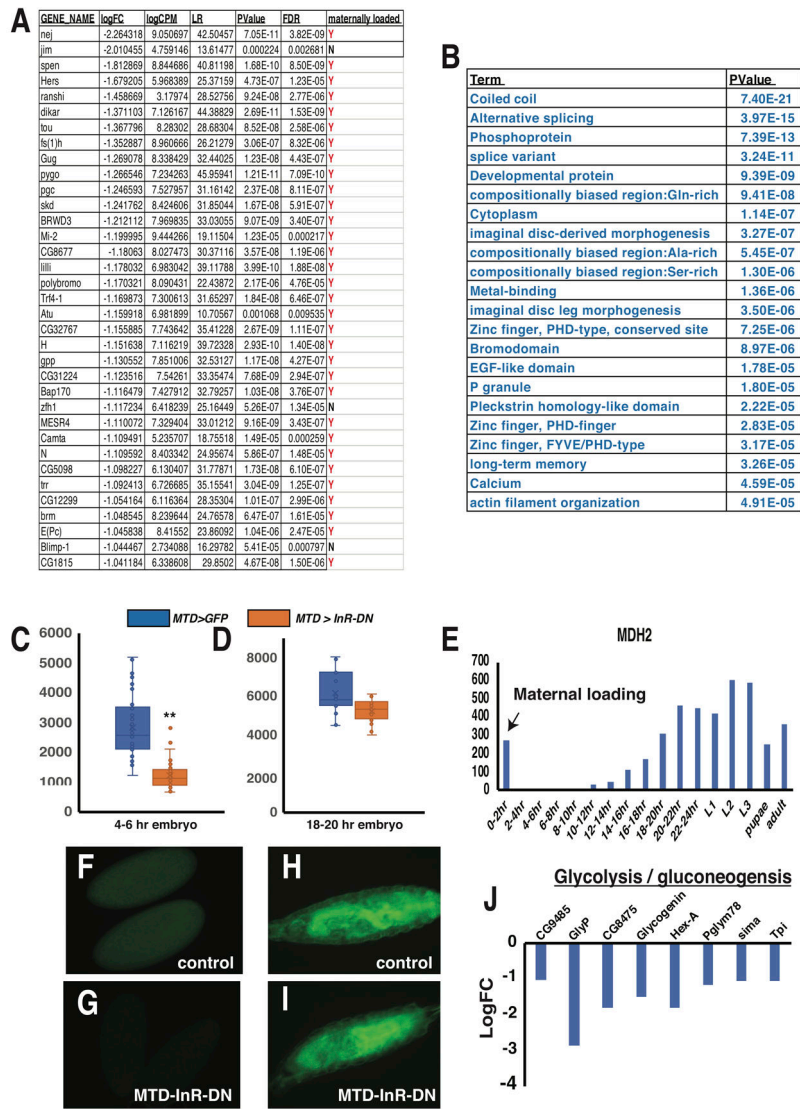 A
GENE_NAME logFC logCPM LR PValue FDR maternally loaded
nej -2.264318 9.050697 42.50457 7.05E-11 3.82E-09 Y
jim -2.010455 4.759146 13.61477 0.000224 0.002681 N
spen -1.812869 8.844686 40.81198 1.68E-10 8.50E-09 Y
Hers -1.679205 5.968389 25.37159 4.73E-07 1.23E-05 Y
ranshi -1.458669 3.17974 28.52756 9.24E-08 2.77E-06 Y
dikar -1.371103 7.126167 44.38829 2.69E-11 1.53E-09 Y
tou -1.367796 8.28302 28.68304 8.52E-08 2.58E-06 Y
fs(1)h -1.352887 8.960666 26.21279 3.06E-07 8.32E-06 Y
Gug -1.269078 8.338429 32.44025 1.23E-08 4.43E-07 Y
pygo -1.266546 7.234263 45.95941 1.21E-11 7.09E-10 Y
pgc -1.246593 7.527957 31.16142 2.37E-08 8.11E-07 Y
skd -1.241762 8.424606 31.85044 1.67E-08 5.91E-07 Y
BRWD3 -1.212112 7.969835 33.03055 9.07E-09 3.40E-07 Y
Mi-2 -1.199995 9.444266 19.11504 1.23E-05 0.000217 Y
CG8677 -1.18063 8.027473 30.37116 3.57E-08 1.19E-06 Y
lilli -1.178032 6.983042 39.11788 3.99E-10 1.88E-08 Y
polybromo -1.170321 8.090431 22.43872 2.17E-06 4.76E-05 Y
Trf4-1 -1.169873 7.300613 31.65297 1.84E-08 6.46E-07 Y
Atu -1.159918 6.981899 10.70567 0.001068 0.009535 Y
CG32767 -1.155885 7.743642 35.41228 2.67E-09 1.11E-07 Y
H -1.151638 7.116219 39.72328 2.93E-10 1.40E-08 Y
gpp -1.130552 7.851006 32.53127 1.17E-08 4.27E-07 Y
CG31224 -1.123516 7.54261 33.35474 7.68E-09 2.94E-07 Y
Bap170 -1.116479 7.427912 32.79257 1.03E-08 3.76E-07 Y
zfh1 -1.117234 6.418239 25.16449 5.26E-07 1.34E-05 N
MESR4 -1.110072 7.329404 33.01212 9.16E-09 3.43E-07 Y
Camta -1.109491 5.235707 18.75518 1.49E-05 0.000259 Y
N -1.109592 8.403342 24.95674 5.86E-07 1.48E-05 Y
CG5098 -1.098227 6.130407 31.77871 1.73E-08 6.10E-07 Y
trr -1.092413 6.726685 35.15541 3.04E-09 1.25E-07 Y
CG12299 -1.054164 6.116364 28.35304 1.01E-07 2.99E-06 Y
brm -1.048545 8.239644 24.76578 6.47E-07 1.61E-05 Y
E(Pc) -1.045838 8.41552 23.86092 1.04E-06 2.47E-05 Y
Blimp-1 -1.044467 2.734088 16.29782 5.41E-05 0.000797 N
CG1815 -1.041184 6.338608 29.8502 4.67E-08 1.50E-06 Y
B
Term PValue
Coiled coil 7.40E-21
Alternative splicing 3.97E-15
Phosphoprotein 7.39E-13
splice variant 3.24E-11
Developmental protein 9.39E-09
compositionally biased region:Gln-rich 9.41E-08
Cytoplasm 1.14E-07
imaginal disc-derived morphogenesis 3.27E-07
compositionally biased region:Ala-rich 5.45E-07
compositionally biased region:Ser-rich 1.30E-06
Metal-binding 1.36E-06
imaginal disc leg morphogenesis 3.50E-06
Zinc finger, PHD-type, conserved site 7.25E-06
Bromodomain 8.97E-06
EGF-like domain 1.78E-05
P granule 1.80E-05
Pleckstrin homology-like domain 2.22E-05
Zinc finger, PHD-finger 2.83E-05
Zinc finger, FYVE/PHD-type 3.17E-05
long-term memory 3.26E-05
Calcium 4.59E-05
actin filament organization 4.91E-05
MTD>GFP MTD > InR-DN
C
6000
5000
4000
3000
2000
1000
0
**
4-6 hr embryo
D
8000
6000
4000
2000
0
18-20 hr embryo
E
MDH2
700
600
500
400
300
200
100
0
Maternal loading
0-2hr 2-4hr 4-6hr 6-8hr 8-10hr 10-12hr 12-14hr 14-16hr 16-18hr 18-20hr 20-22hr 22-24hr L1 L2 L3 pupae adult
F
control
H
control
G
MTD-InR-DN
I
MTD-InR-DN
J
Glycolysis / gluconeogensis
CG9485 GlyP CG8475 Glycogenin Hex-A Pglym78 sima Tpi
LogFC
0
-1
-2
-3
-4